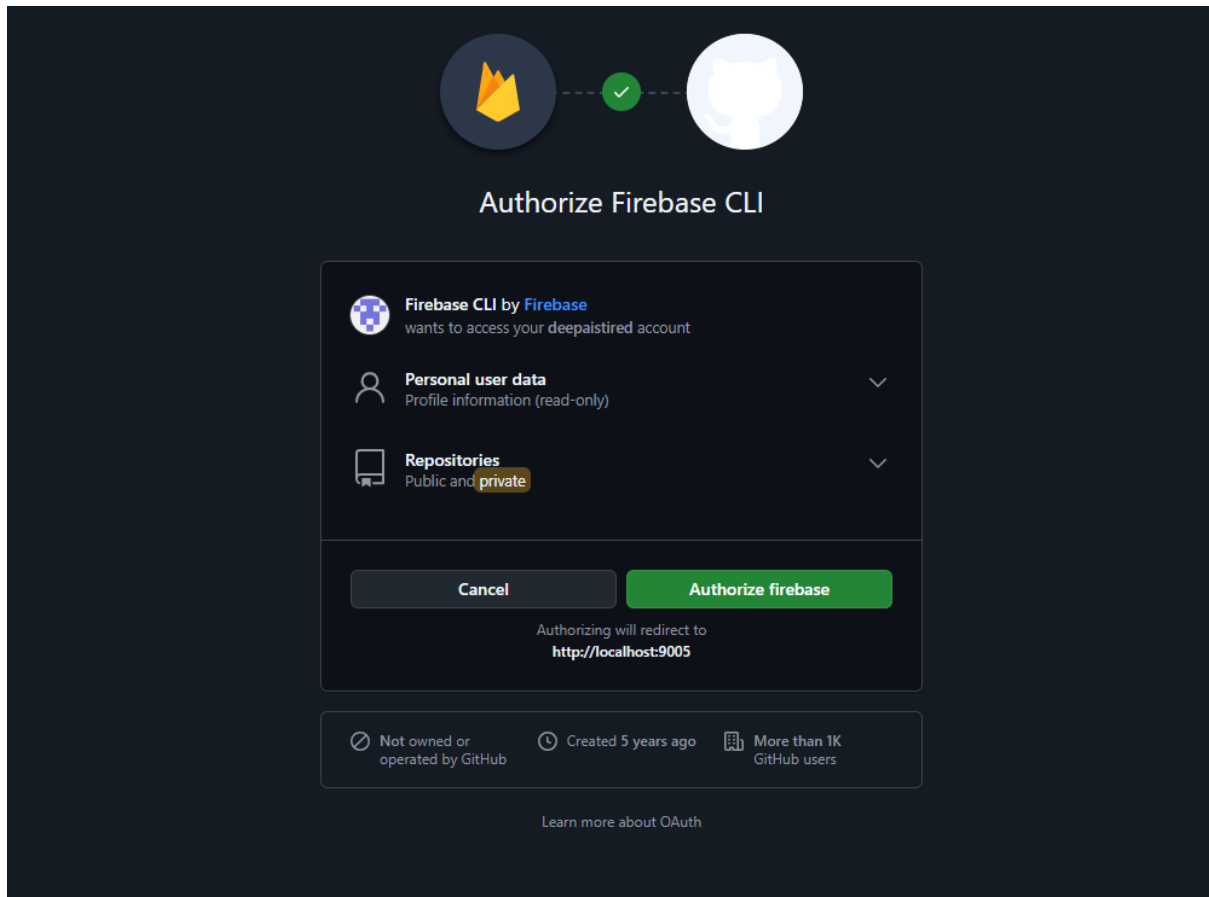 Authorize Firebase CLI
Firebase CLI by Firebase
wants to access your deepaistired account
Personal user data
Profile information (read-only)
Repositories
Public and private
Cancel
Authorize firebase
Authorizing will redirect to
http://localhost:9005
Not owned or
operated by GitHub
Created 5 years ago
More than 1K
GitHub users
Learn more about OAuth